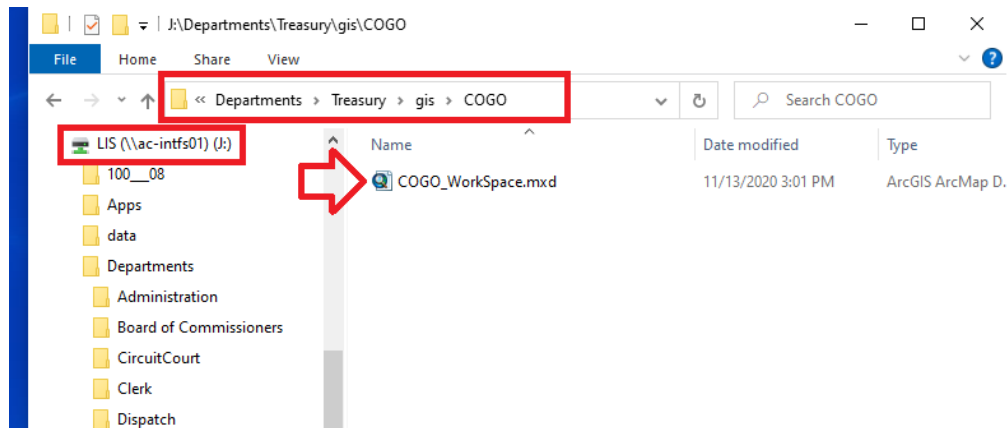 J:\Departments\Treasury\gis\COGO
File Home Share View
« Departments > Treasury > gis > COGO
Search COGO
LIS (\\ac-intfs01) (J:)
Name Date modified Type
100__08
COGO_WorkSpace.mxd 11/13/2020 3:01 PM ArcGIS ArcMap D.
Apps
data
Departments
Administration
Board of Commissioners
CircuitCourt
Clerk
Dispatch